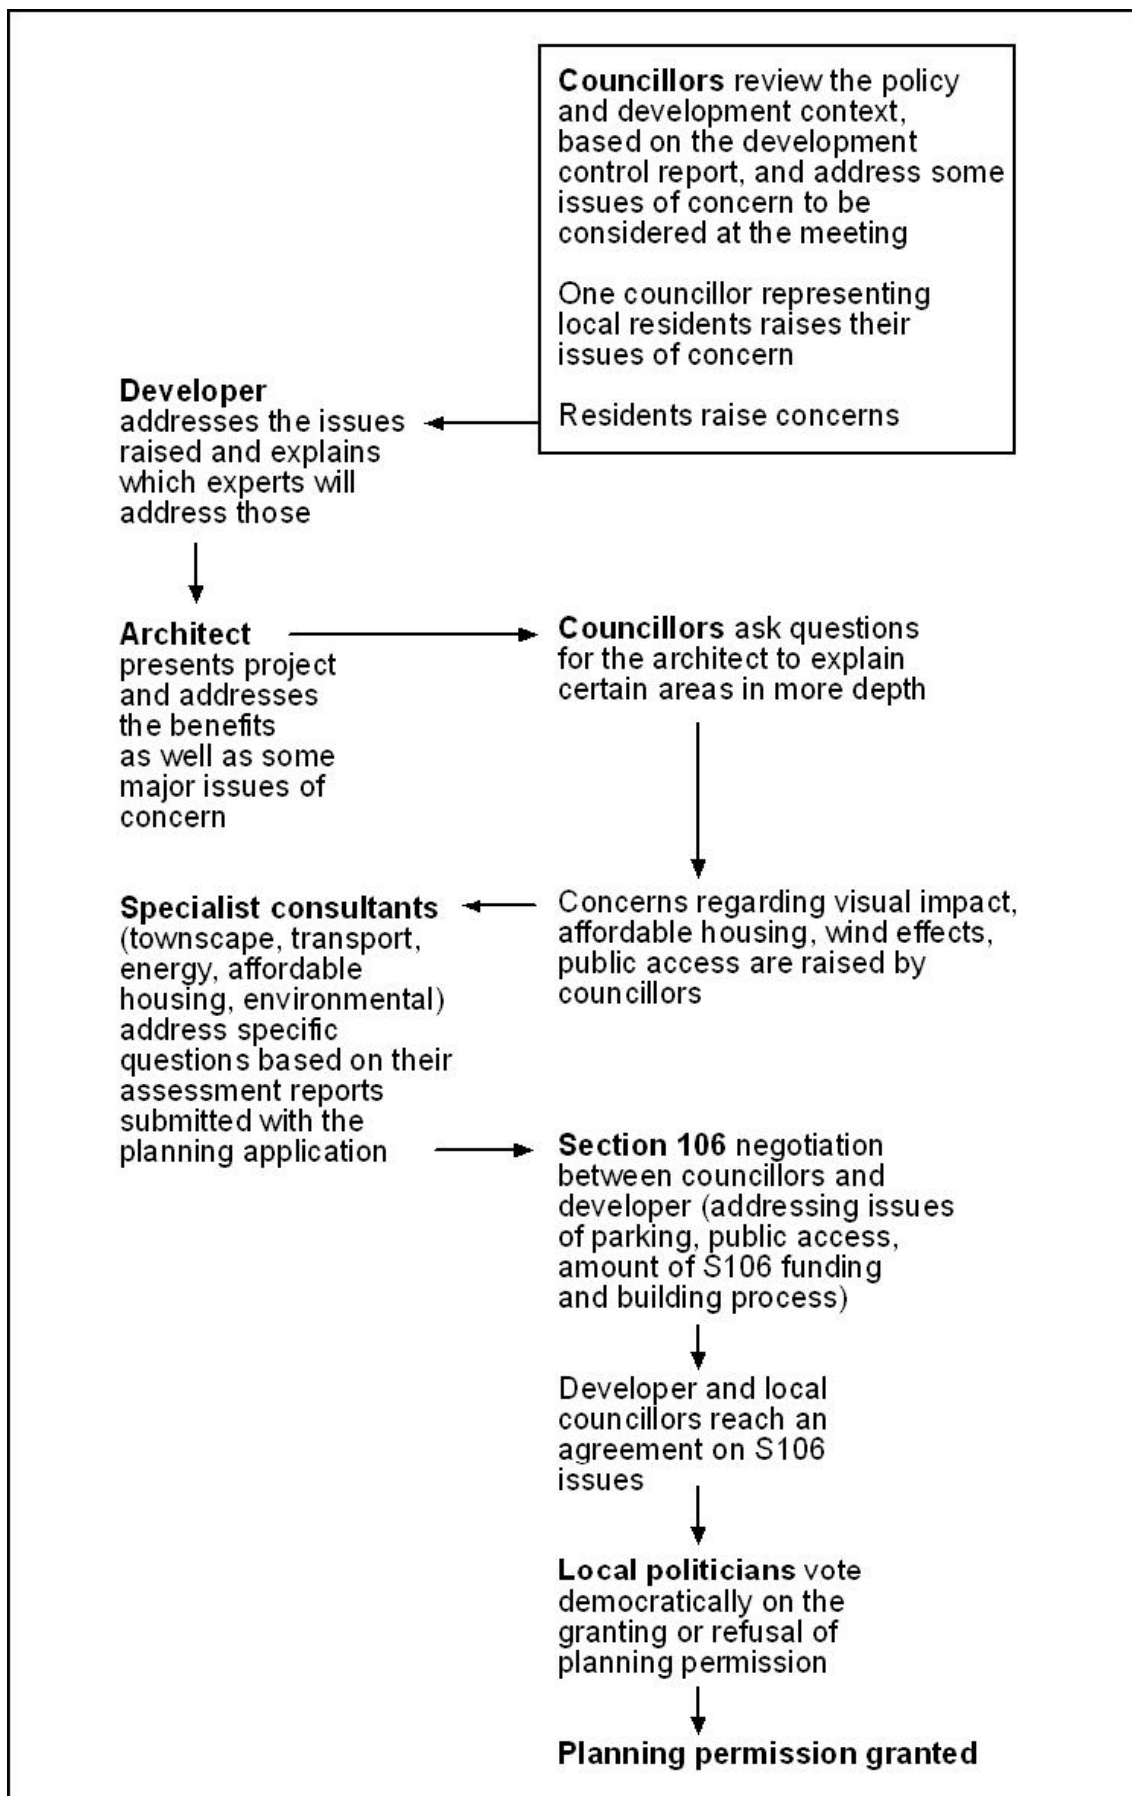 Councillors review the policy
and development context,
based on the development
control report, and address some
issues of concern to be
considered at the meeting
One councillor representing
local residents raises their
issues of concern
Residents raise concerns
Developer
addresses the issues
raised and explains
which experts will
address those
Architect
presents project
and addresses
the benefits
as well as some
major issues of
concern
Councillors ask questions
for the architect to explain
certain areas in more depth
Concerns regarding visual impact,
affordable housing, wind effects,
public access are raised by
councillors
Specialist consultants
(townscape, transport,
energy, affordable
housing, environmental)
address specific
questions based on their
assessment reports
submitted with the
planning application
Section 106 negotiation
between councillors and
developer (addressing issues
of parking, public access,
amount of S106 funding
and building process)
Developer and local
councillors reach an
agreement on S106
issues
Local politicians vote
democratically on the
granting or refusal of
planning permission
Planning permission granted